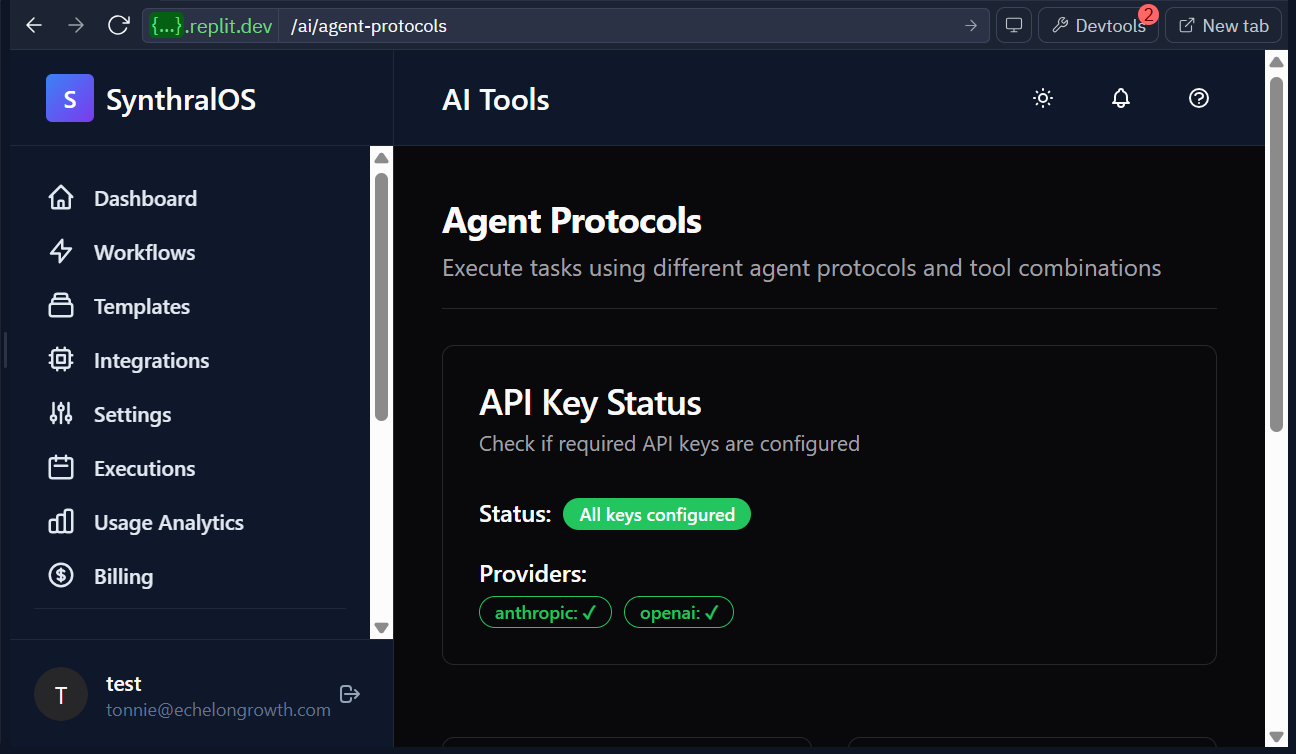 {...}.replit.dev /ai/agent-protocols
Devtools 2
New tab
S SynthralOS
AI Tools
Dashboard
Workflows
Templates
Integrations
Settings
Executions
Usage Analytics
Billing
T
test
tonnie@echelongrowth.com
Agent Protocols
Execute tasks using different agent protocols and tool combinations
API Key Status
Check if required API keys are configured
Status: All keys configured
Providers:
anthropic: ✓ openai: ✓